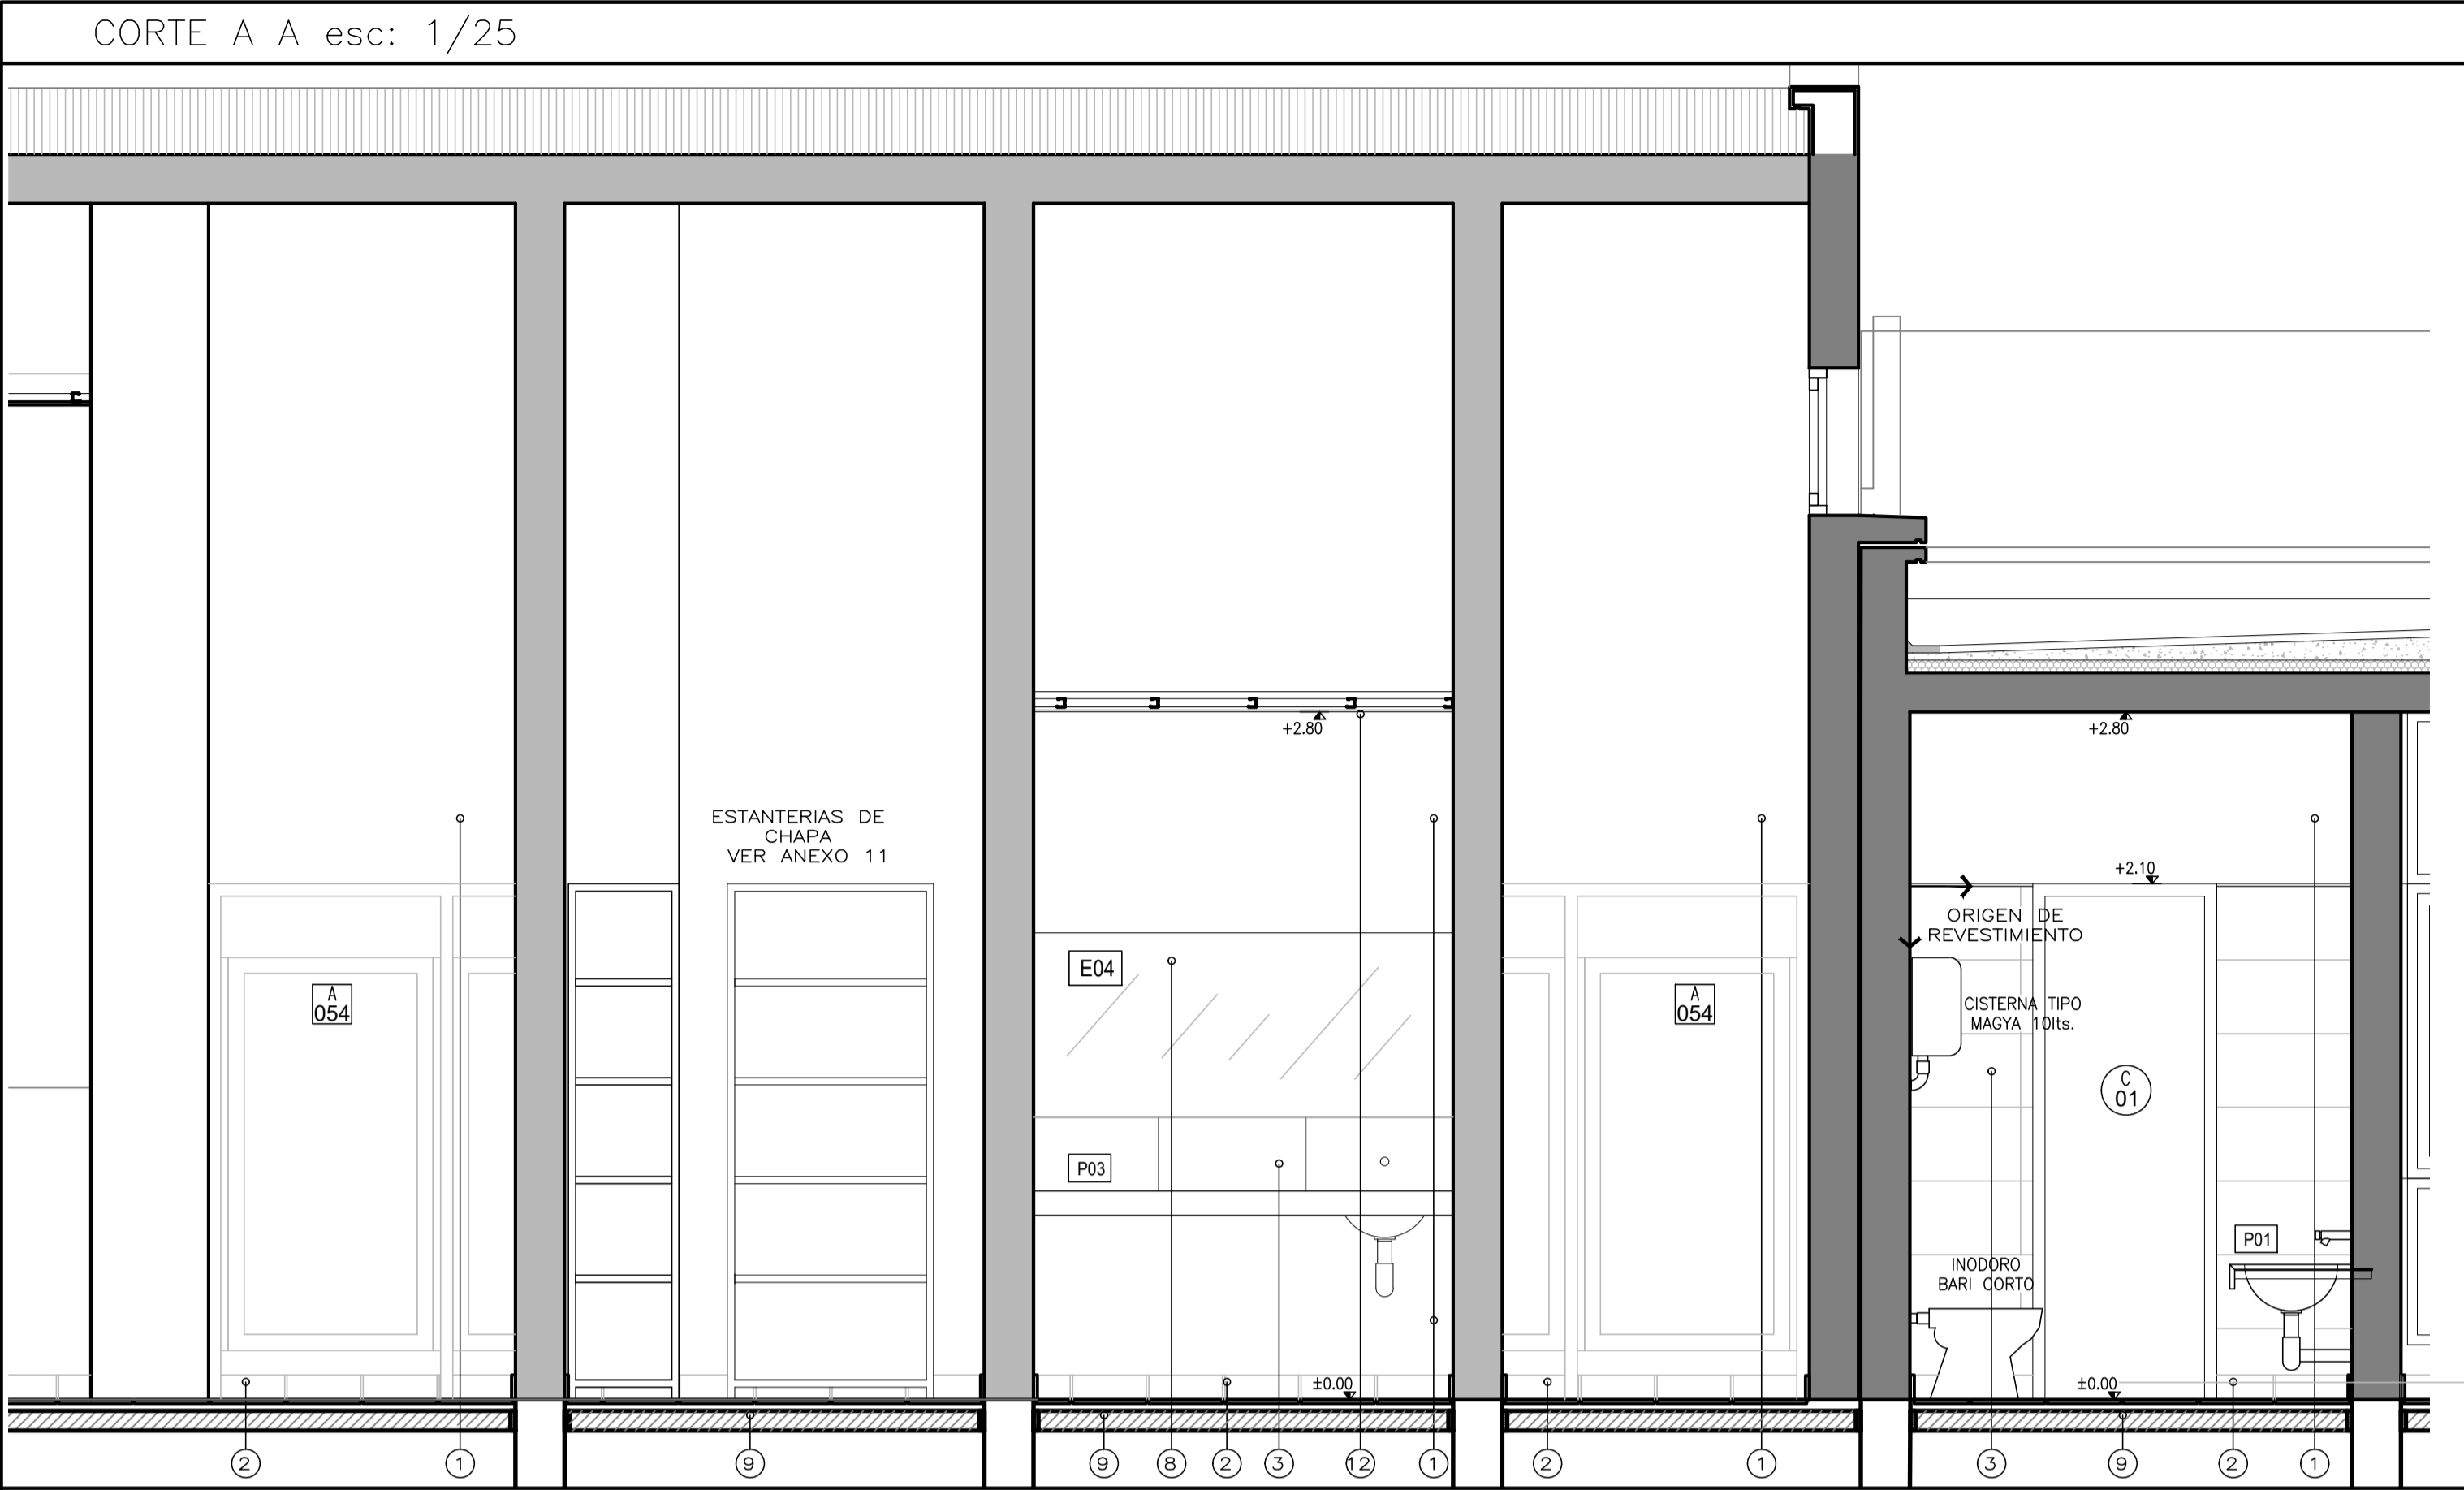 CORTE A A esc: 1/25
+2.80
+2.80
ESTANTERIAS DE
CHAPA
VER ANEXO 11
+2.10
ORIGEN DE
REVESTIMIENTO
E04
A
054
A
054
CISTERNA TIPO
MAGYA 10lts.
C
01
P03
P01
INODORO
BARI CORTO
±0.00
±0.00
2 1 9 9 8 2 3 12 1 2 1 3 9 2 1